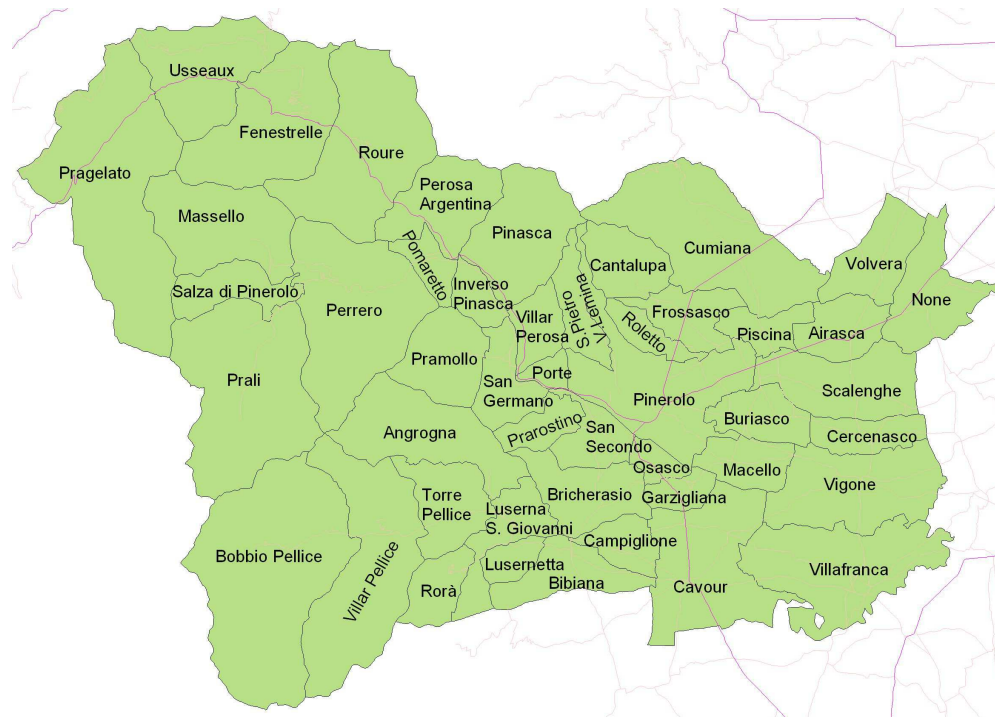 Usseaux
Fenestrelle
Roure
Pragelato
Perosa
Argentina
Massello
Pinasca
Cumiana
Cantalupa
Volvera
Pomaretto
Inverso
Pinasca
Salza di Pinerolo
Perrero
None
V.Lemina
S.Pietro
Villar
Perosa
Frossasco
Roletto
Piscina
Airasca
Pramollo
Prali
Porte
San
Germano
Pinerolo
Scalenghe
Buriasco
Angrogna
Prarostino
San
Secondo
Cercenasco
Osasco
Macello
Vigone
Torre
Pellice
Luserna
S. Giovanni
Bricherasio
Garzigliana
Bobbio Pellice
Villar Pellice
Campiglione
Lusernetta
Bibiana
Rorà
Cavour
Villafranca